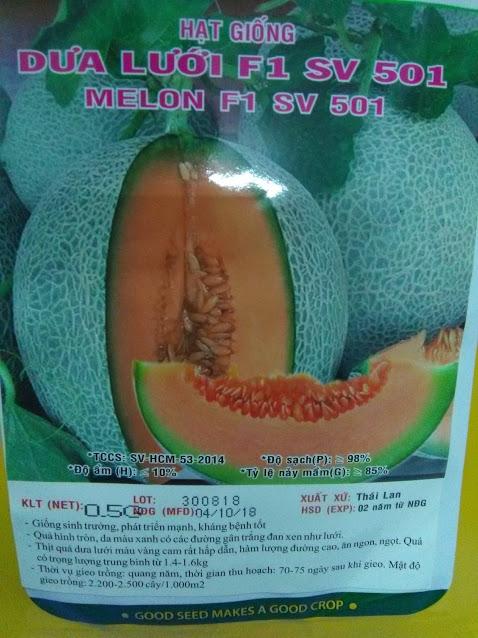 HẠT GIỐNG
DƯA LƯỚI F1 SV 501
MELON F1 SV 501
*TCCS: SV-HCM-53-2014 *Độ sạch(P): ≥ 98%
*Độ ẩm (H): ≤ 10% *Tỷ lệ nảy mầm(G): ≥ 85%
KLT (NET): 0.5G LOT: 300818 XUẤT XỨ: Thái Lan
ĐG (MFD) 04/10/18 HSD (EXP): 02 năm từ NĐG
- Giống sinh trưởng, phát triển mạnh, kháng bệnh tốt
- Quả hình tròn, da màu xanh có các đường gân trắng đan xen như lưới.
- Thịt quả dưa lưới màu vàng cam rất hấp dẫn, hàm lượng đường cao, ăn ngon, ngọt. Quả
có trọng lượng trung bình từ 1.4-1.6kg
- Thời vụ gieo trồng: quang năm, thời gian thu hoạch: 70-75 ngày sau khi gieo. Mật độ
gieo trồng: 2.200-2.500 cây/1.000m2
• GOOD SEED MAKES A GOOD CROP •